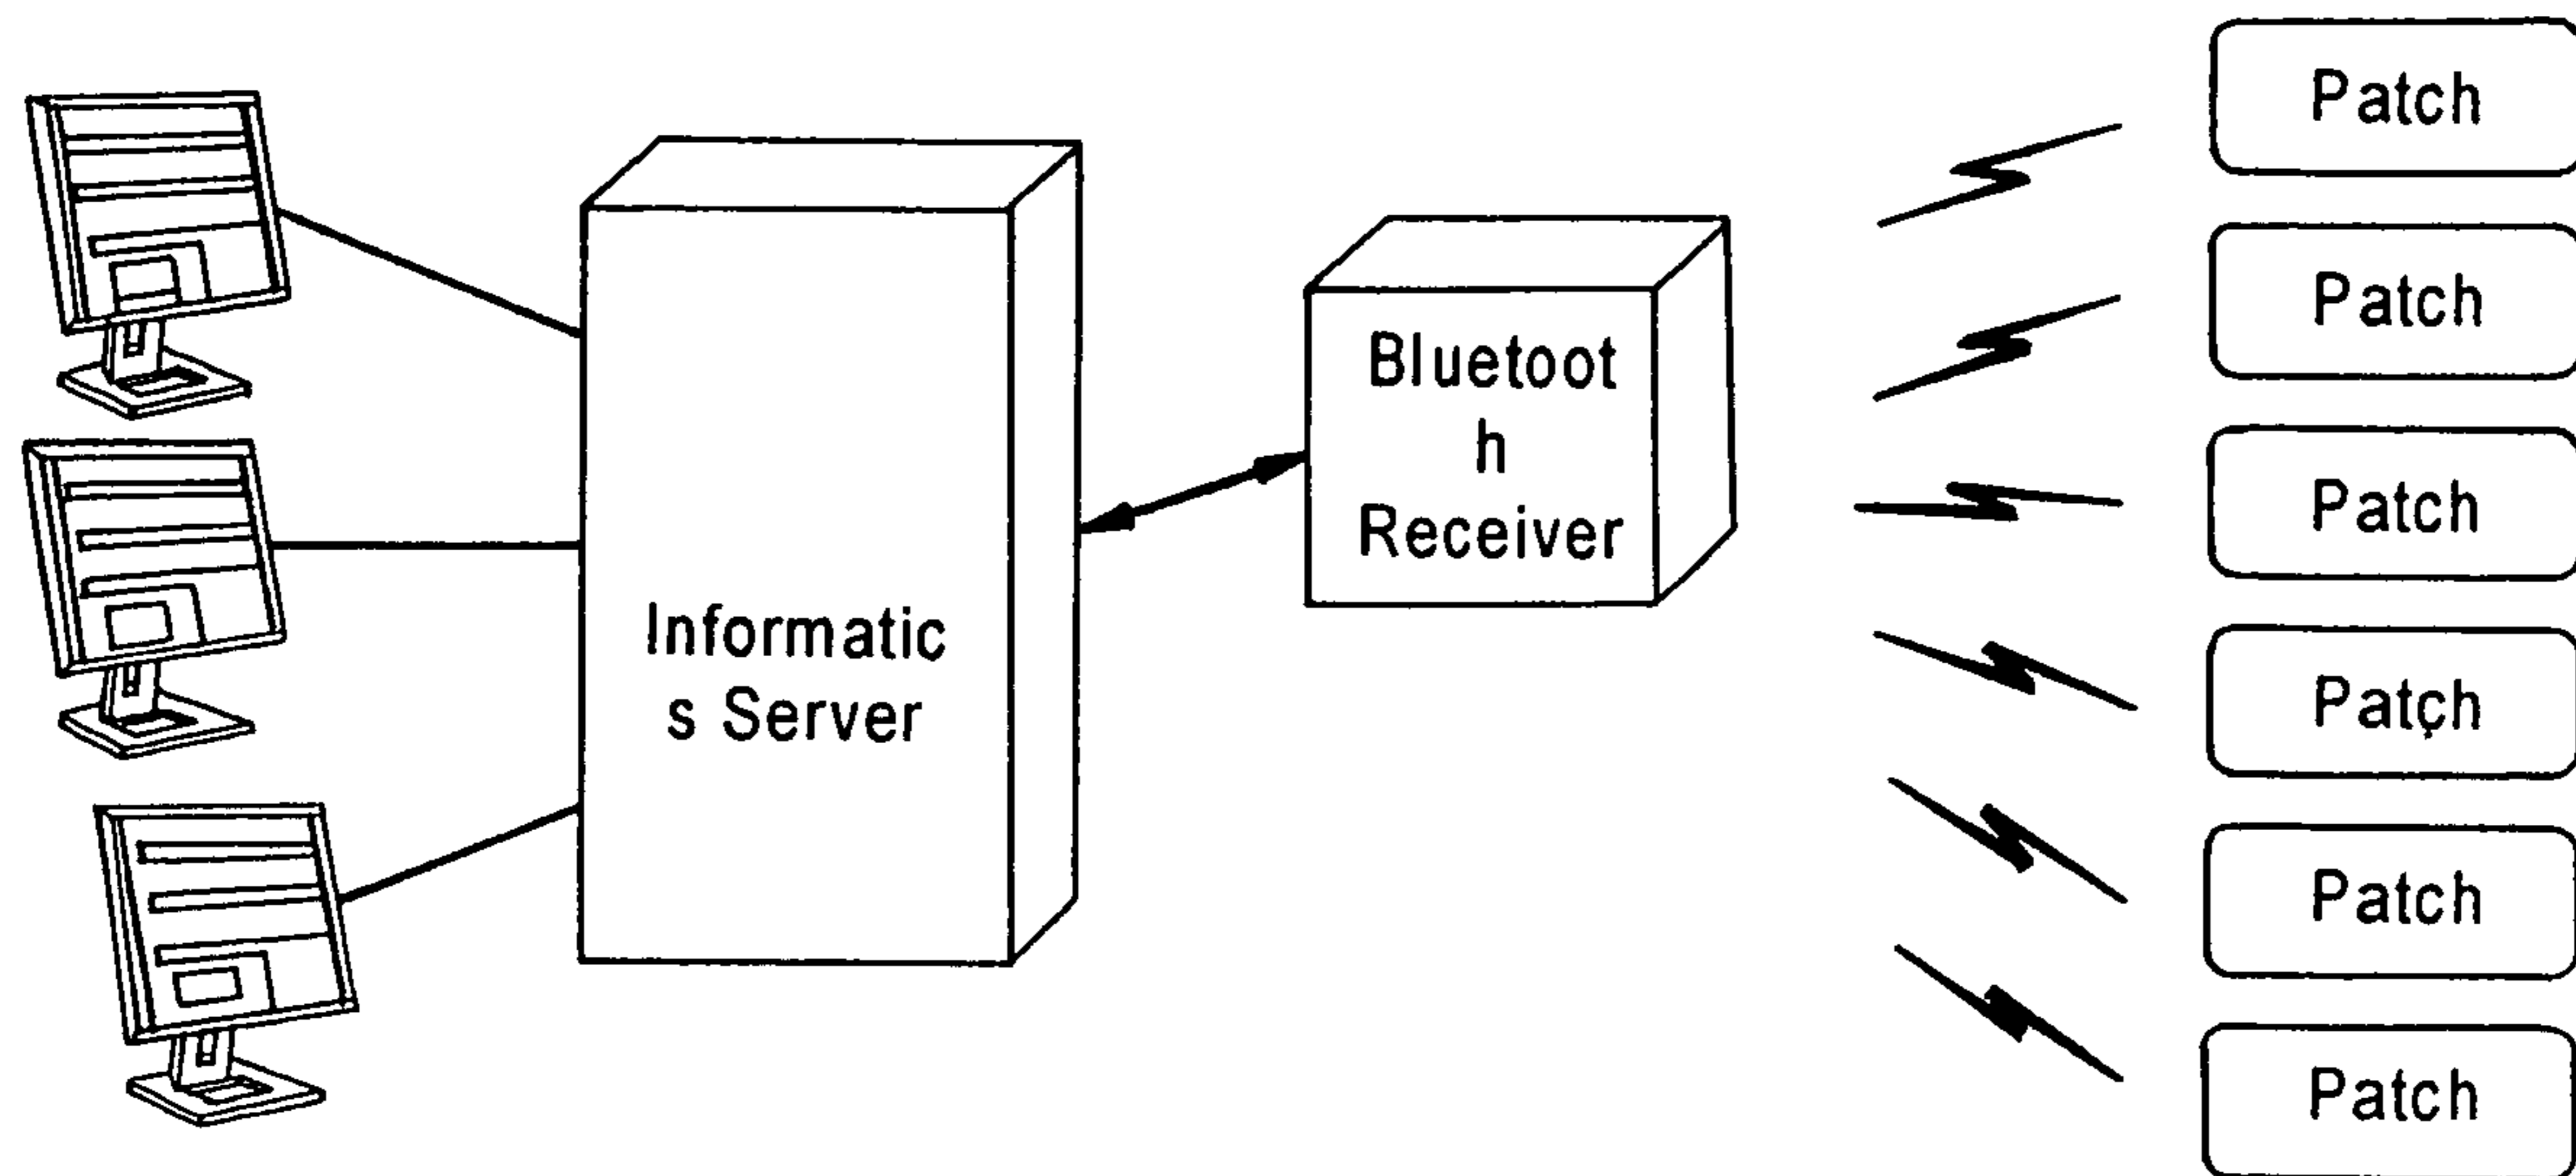 Patch
Patch
Bluetoot
h
Receiver
Patch
Informatic
s Server
Patch
Patch
Patch